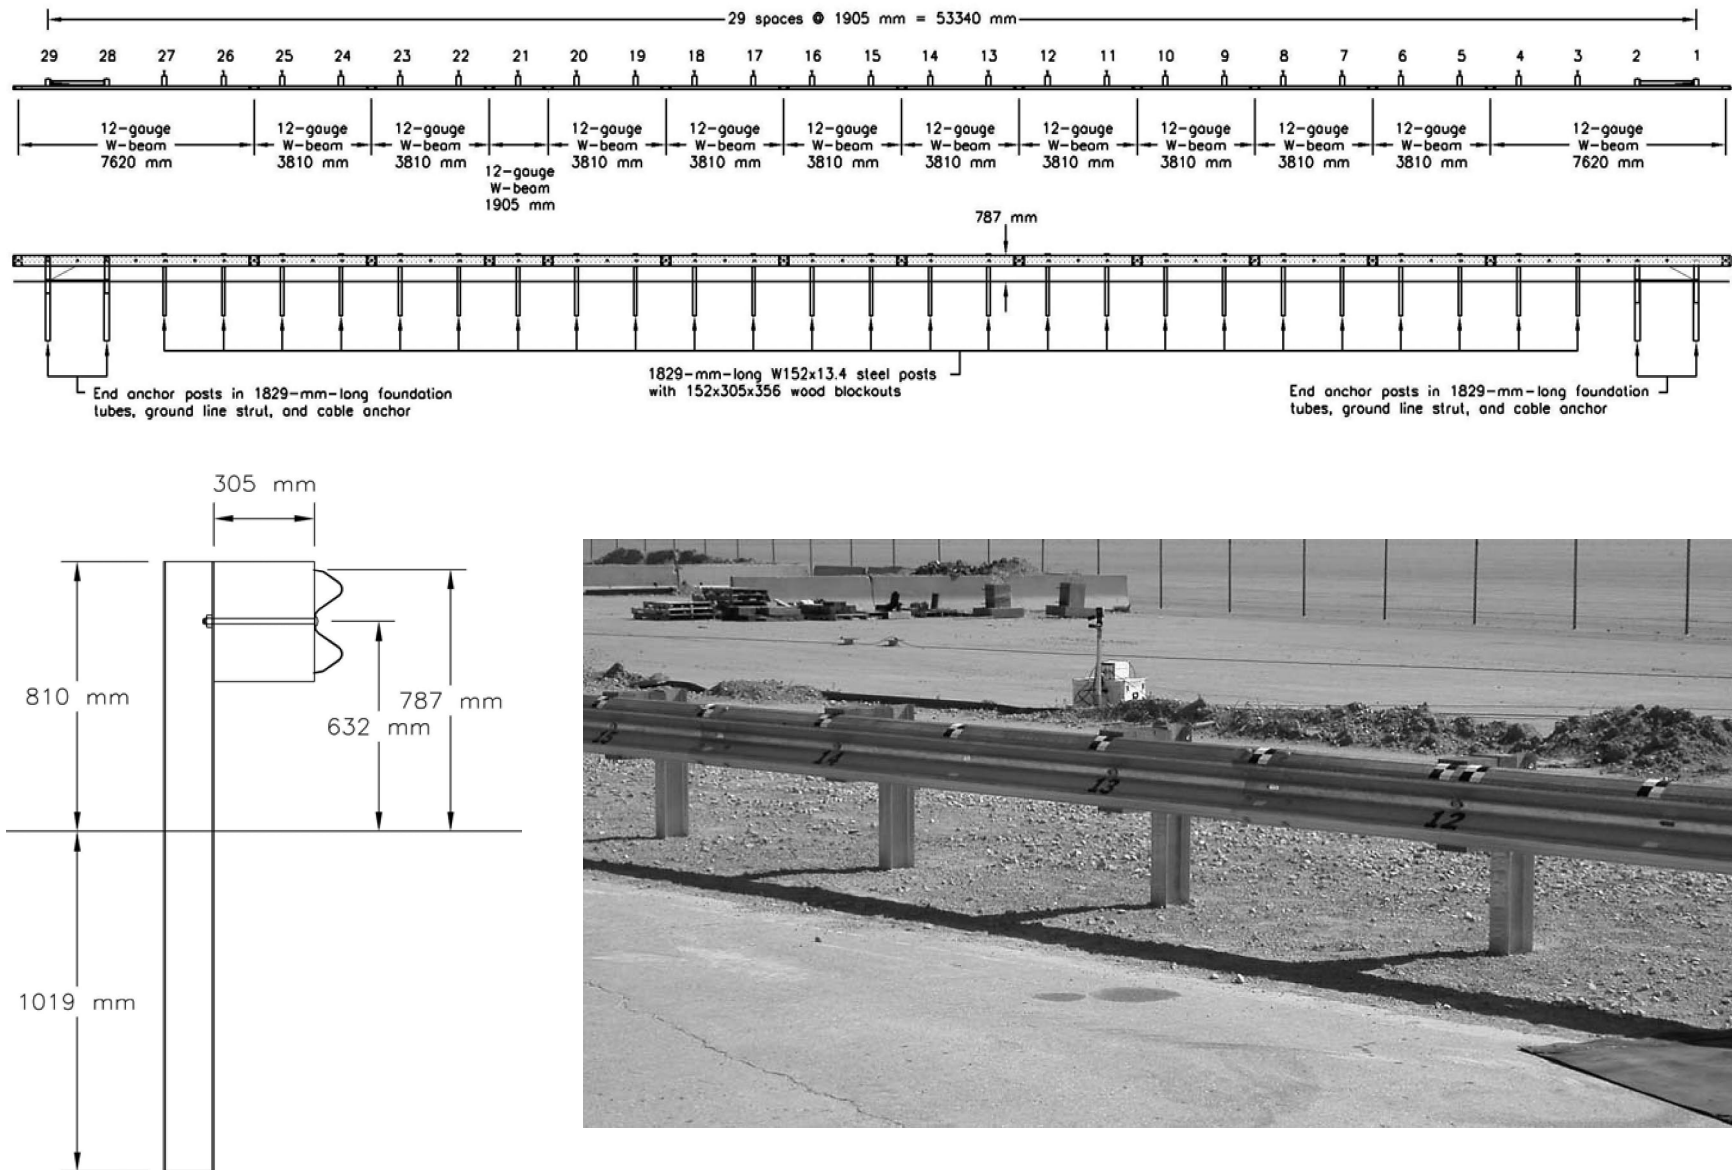 29 spaces @ 1905 mm = 53340 mm
29 28 27 26 25 24 23 22 21 20 19 18 17 16 15 14 13 12 11 10 9 8 7 6 5 4 3 2 1
12-gauge
W-beam
7620 mm
12-gauge
W-beam
3810 mm
12-gauge
W-beam
3810 mm
12-gauge
W-beam
1905 mm
12-gauge
W-beam
3810 mm
12-gauge
W-beam
3810 mm
12-gauge
W-beam
3810 mm
12-gauge
W-beam
3810 mm
12-gauge
W-beam
3810 mm
12-gauge
W-beam
3810 mm
12-gauge
W-beam
3810 mm
12-gauge
W-beam
3810 mm
12-gauge
W-beam
7620 mm
787 mm
End anchor posts in 1829-mm-long foundation
tubes, ground line strut, and cable anchor
1829-mm-long W152x13.4 steel posts
with 152x305x356 wood blockouts
End anchor posts in 1829-mm-long foundation
tubes, ground line strut, and cable anchor
305 mm
810 mm
787 mm
632 mm
1019 mm
15
14
13
12